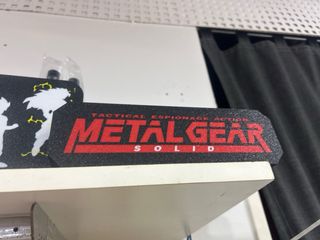 TACTICAL ESPIONAGE ACTION
METAL GEAR
SOLID